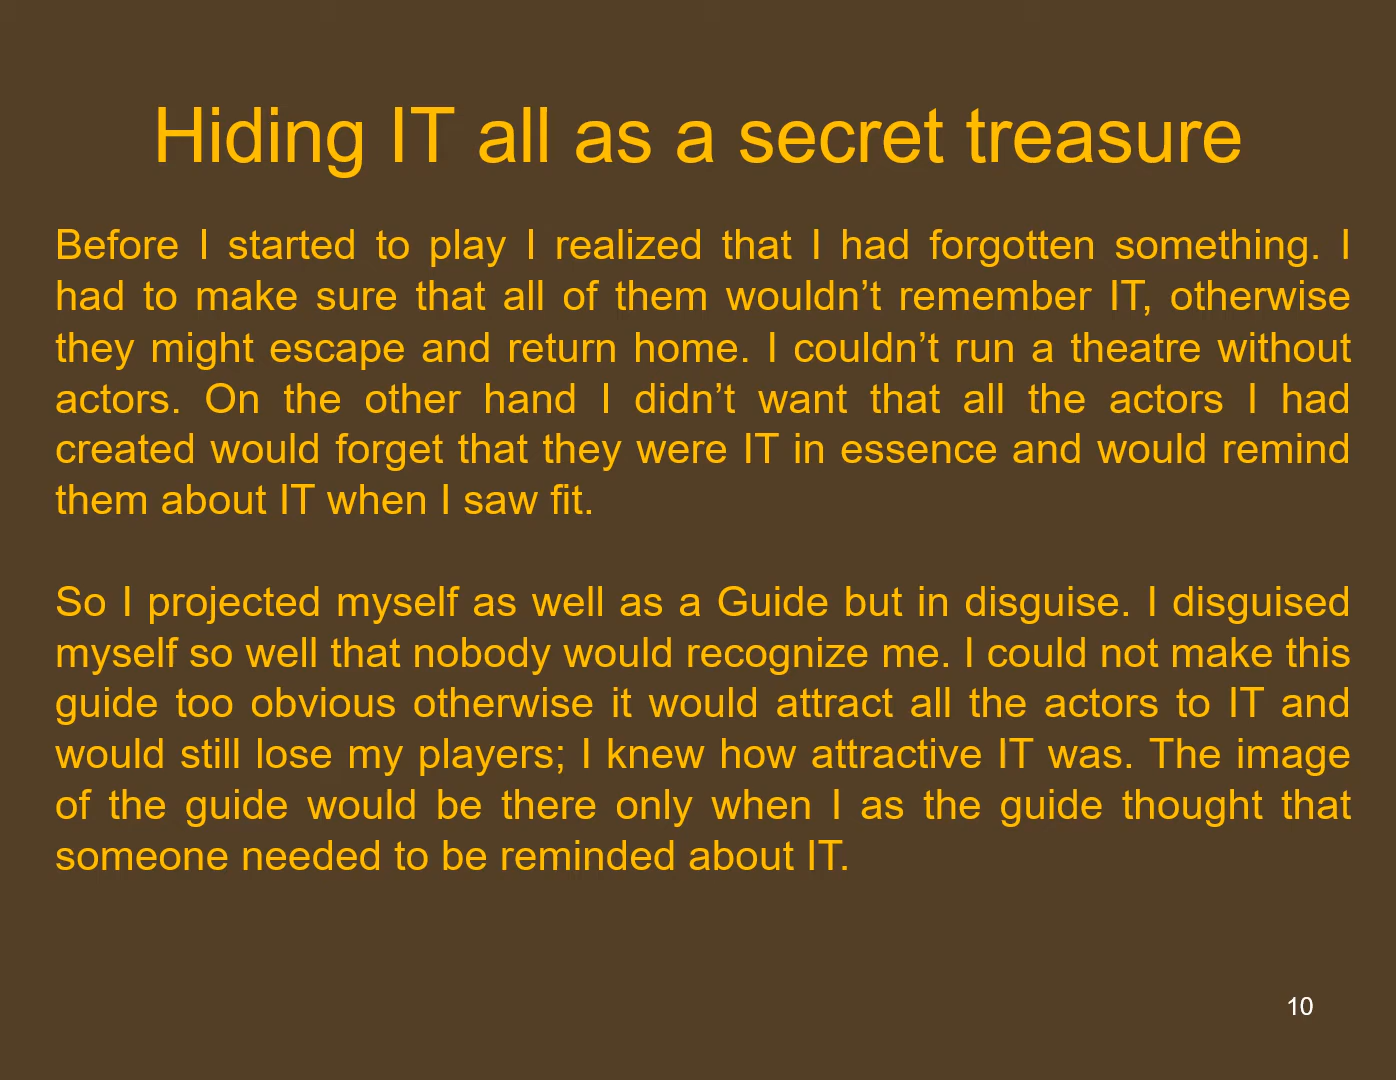 Hiding IT all as a secret treasure
Before I started to play I realized that I had forgotten something. I
had to make sure that all of them wouldn’t remember IT, otherwise
they might escape and return home. I couldn’t run a theatre without
actors. On the other hand I didn’t want that all the actors I had
created would forget that they were IT in essence and would remind
them about IT when I saw fit.
So I projected myself as well as a Guide but in disguise. I disguised
myself so well that nobody would recognize me. I could not make this
guide too obvious otherwise it would attract all the actors to IT and
would still lose my players; I knew how attractive IT was. The image
of the guide would be there only when I as the guide thought that
someone needed to be reminded about IT.
10